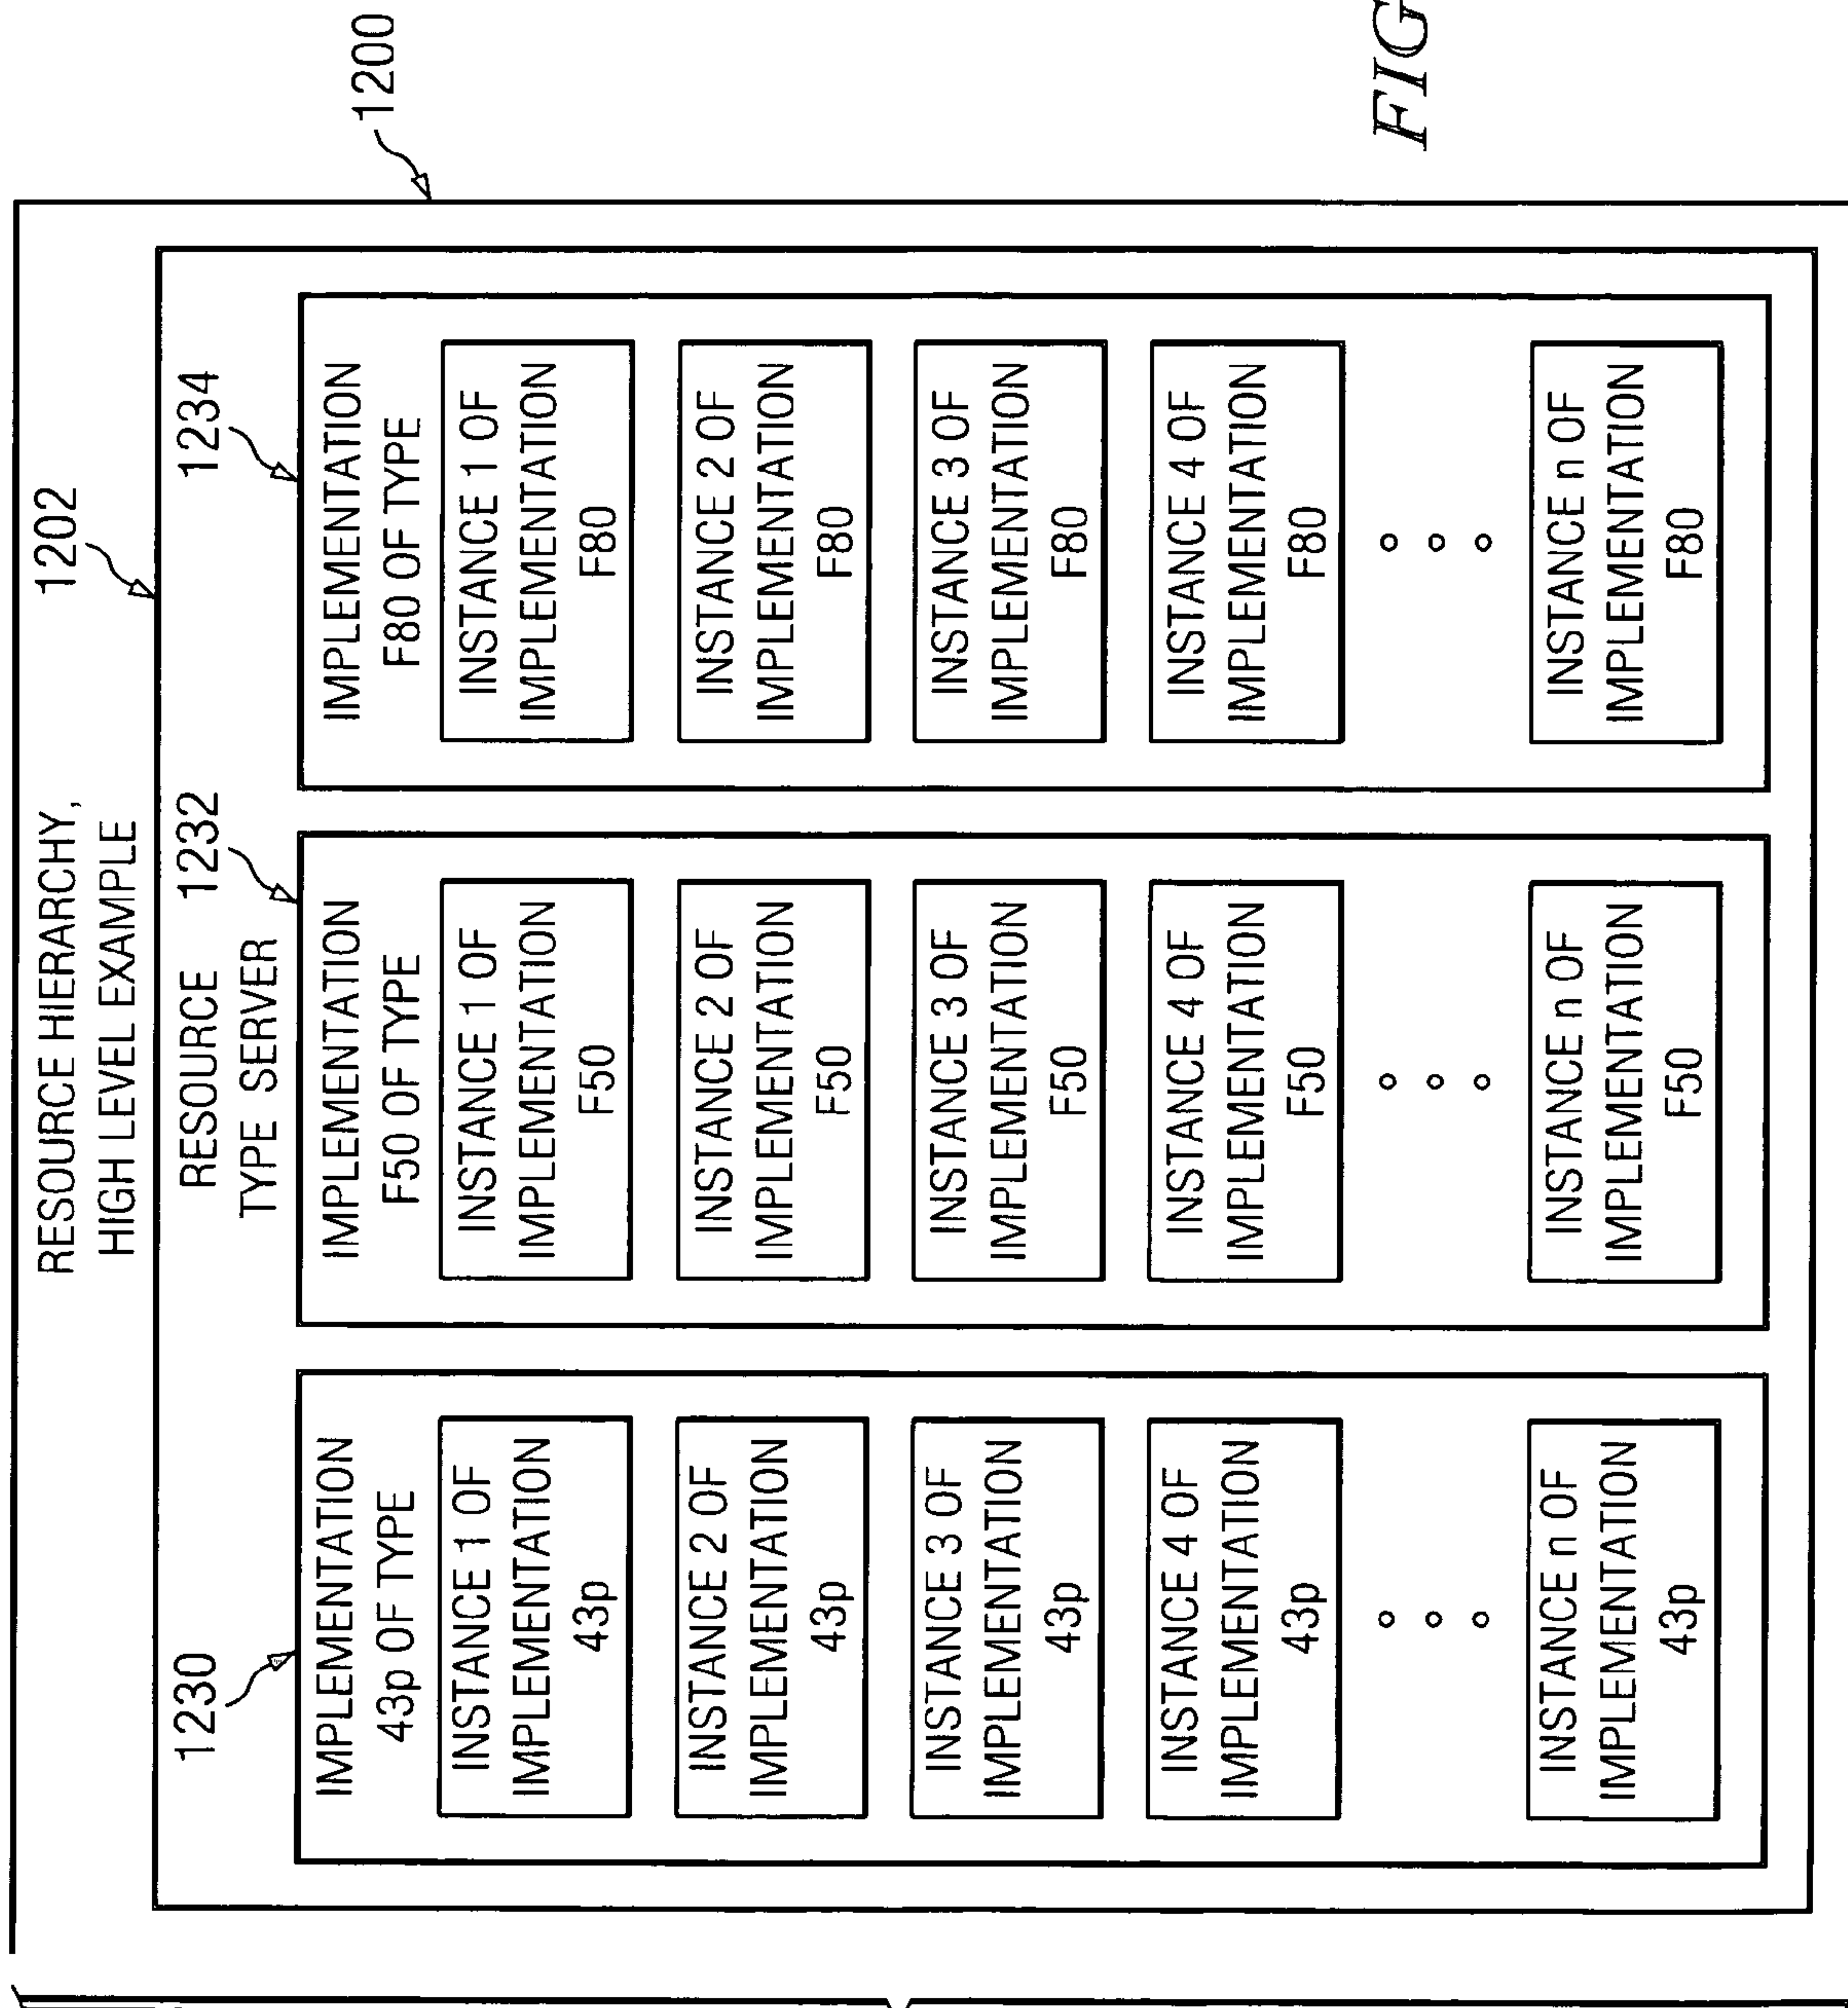 RESOURCE HIERARCHY,
HIGH LEVEL EXAMPLE
1202
1200
RESOURCE
TYPE SERVER
1230
IMPLEMENTATION
43p OF TYPE
INSTANCE 1 OF
IMPLEMENTATION
43p
INSTANCE 2 OF
IMPLEMENTATION
43p
INSTANCE 3 OF
IMPLEMENTATION
43p
INSTANCE 4 OF
IMPLEMENTATION
43p
INSTANCE n OF
IMPLEMENTATION
43p
1232
IMPLEMENTATION
F50 OF TYPE
INSTANCE 1 OF
IMPLEMENTATION
F50
INSTANCE 2 OF
IMPLEMENTATION
F50
INSTANCE 3 OF
IMPLEMENTATION
F50
INSTANCE 4 OF
IMPLEMENTATION
F50
INSTANCE n OF
IMPLEMENTATION
F50
1234
IMPLEMENTATION
F80 OF TYPE
INSTANCE 1 OF
IMPLEMENTATION
F80
INSTANCE 2 OF
IMPLEMENTATION
F80
INSTANCE 3 OF
IMPLEMENTATION
F80
INSTANCE 4 OF
IMPLEMENTATION
F80
INSTANCE n OF
IMPLEMENTATION
F80
FIG